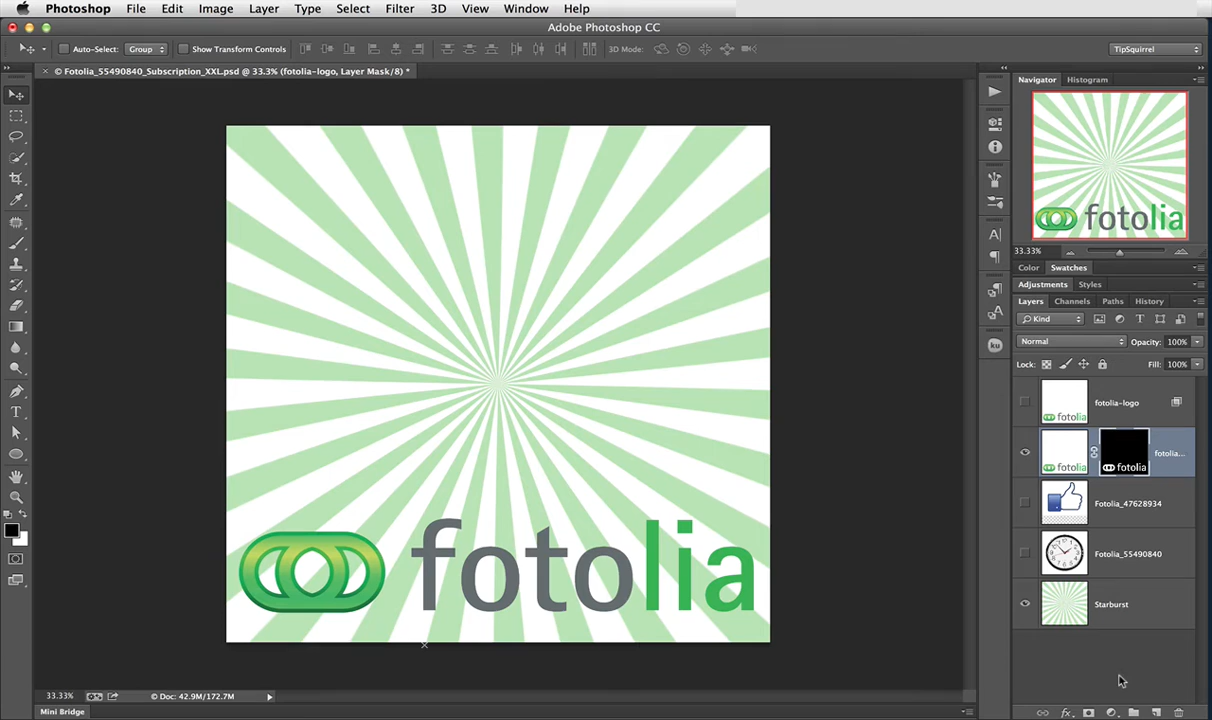 Photoshop File Edit Image Layer Type Select Filter 3D View Window Help
Adobe Photoshop CC
Auto-Select: Group Show Transform Controls 3D Mode: TipSquirrel
× © Fotolia_55490840_Subscription_XXL.psd @ 33.3% (fotolia-logo, Layer Mask/8) *
Navigator Histogram
fotolia
33.33%
Color Swatches
Adjustments Styles
Layers Channels Paths History
Kind
Normal Opacity: 100%
Lock: Fill: 100%
fotolia-logo
fotolia
fotolia...
fotolia
fotolia
Fotolia_47628934
Fotolia_55490840
Starburst
fotolia
33.33% © Doc: 42.9M/172.7M
Mini Bridge